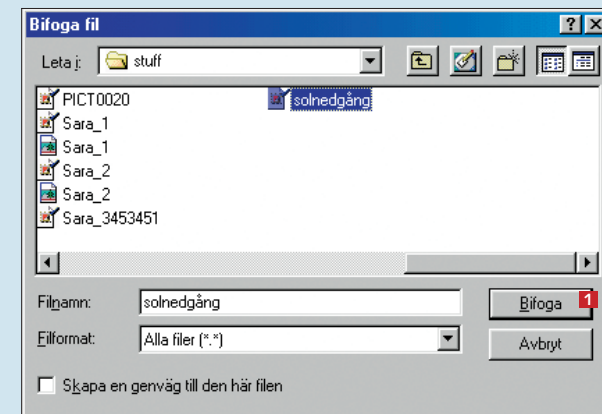 Bifoga fil
Leta i: stuff
PICT0020 solnedgång
Sara_1
Sara_1
Sara_2
Sara_2
Sara_3453451
Filnamn: solnedgång Bifoga 1
Filformat: Alla filer (*.*) Avbryt
Skapa en genväg till den här filen